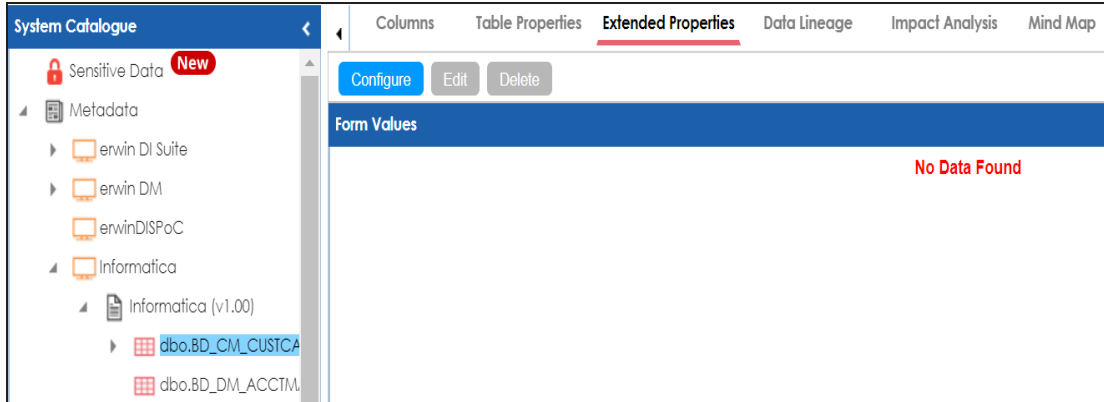 System Catalogue
Sensitive Data New
Metadata
erwin DI Suite
erwin DM
erwinDISPoC
Informatica
Informatica (v1.00)
dbo.BD_CM_CUSTCA
dbo.BD_DM_ACCTM
Columns Table Properties Extended Properties Data Lineage Impact Analysis Mind Map
Configure Edit Delete
Form Values
No Data Found